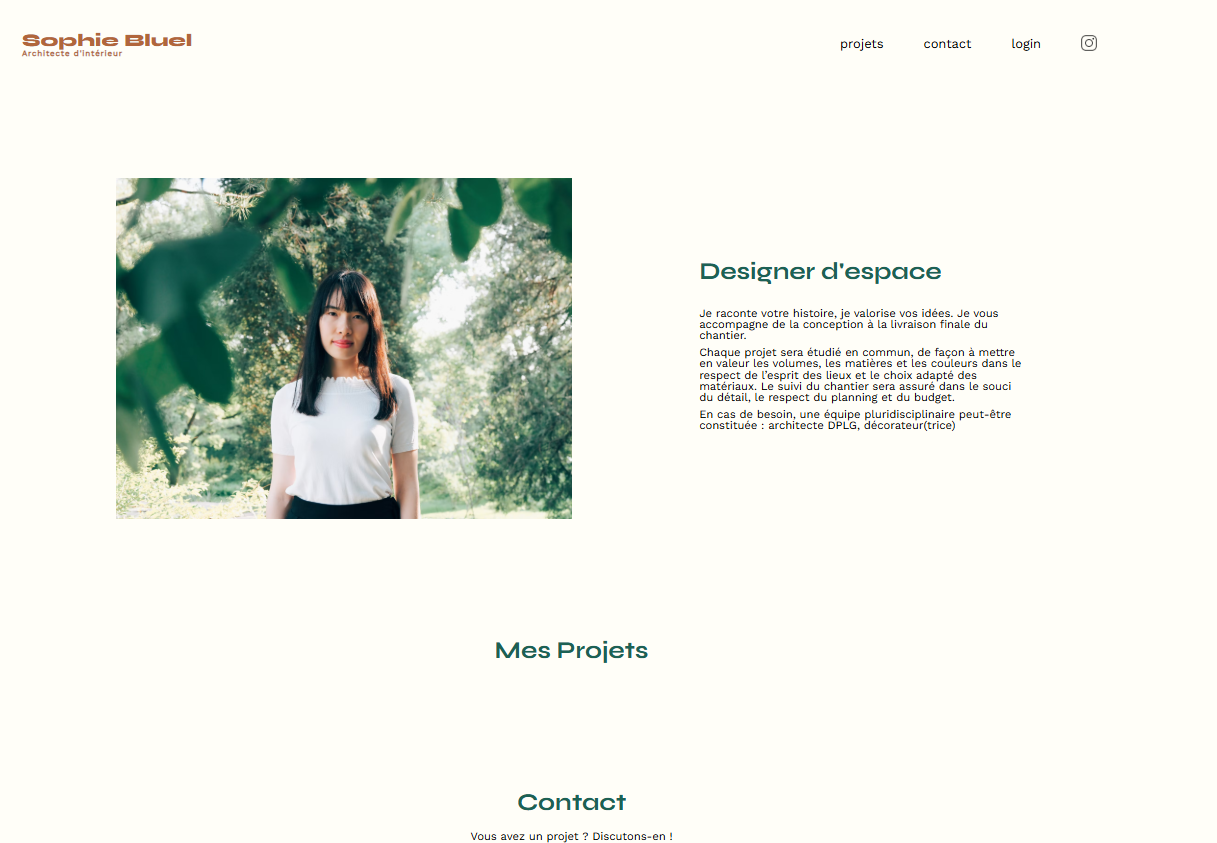 Sophie Bluel
Architecte d'intérieur
projets
contact
login
Designer d'espace
Je raconte votre histoire, je valorise vos idées. Je vous
accompagne de la conception à la livraison finale du
chantier.
Chaque projet sera étudié en commun, de façon à mettre
en valeur les volumes, les matières et les couleurs dans le
respect de l’esprit des lieux et le choix adapté des
matériaux. Le suivi du chantier sera assuré dans le souci
du détail, le respect du planning et du budget.
En cas de besoin, une équipe pluridisciplinaire peut-être
constituée : architecte DPLG, décorateur(trice)
Mes Projets
Contact
Vous avez un projet ? Discutons-en !